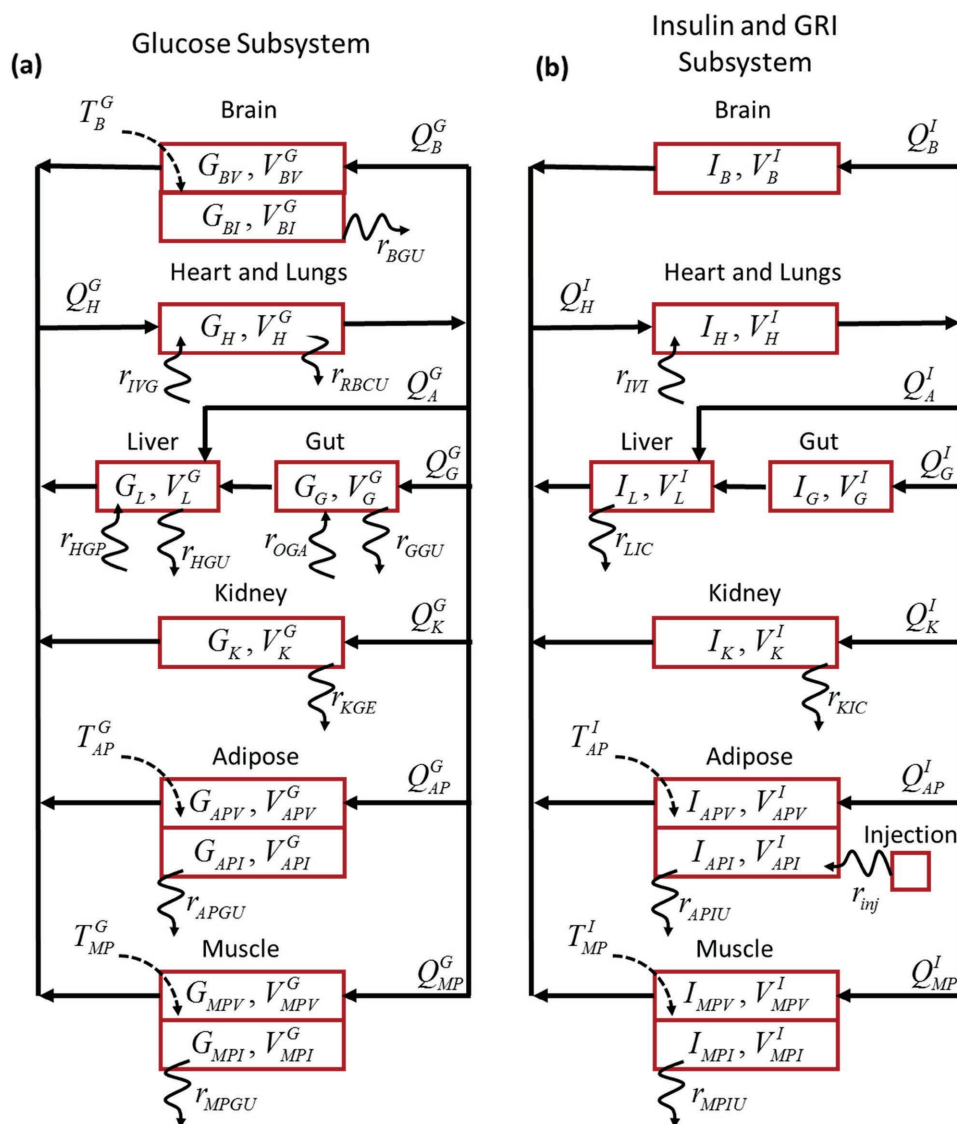 Glucose Subsystem
(a)
T_B^G
Brain
Q_B^G
G_BV, V_BV^G
G_BI, V_BI^G
r_BGU
Heart and Lungs
Q_H^G
G_H, V_H^G
r_IVG
r_RBCU
Q_A^G
Liver
Gut
Q_G^G
G_L, V_L^G
G_G, V_G^G
r_HGP
r_HGU
r_OGA
r_GGU
Kidney
Q_K^G
G_K, V_K^G
r_KGE
T_AP^G
Adipose
Q_AP^G
G_APV, V_APV^G
G_API, V_API^G
r_APGU
T_MP^G
Muscle
Q_MP^G
G_MPV, V_MPV^G
G_MPI, V_MPI^G
r_MPGU
Insulin and GRI
Subsystem
(b)
Brain
Q_B^I
I_B, V_B^I
Heart and Lungs
Q_H^I
I_H, V_H^I
r_IVI
Q_A^I
Liver
Gut
Q_G^I
I_L, V_L^I
I_G, V_G^I
r_LIC
Kidney
Q_K^I
I_K, V_K^I
r_KIC
T_AP^I
Adipose
Q_AP^I
I_APV, V_APV^I
Injection
I_API, V_API^I
r_APIU
r_inj
T_MP^I
Muscle
Q_MP^I
I_MPV, V_MPV^I
I_MPI, V_MPI^I
r_MPIU